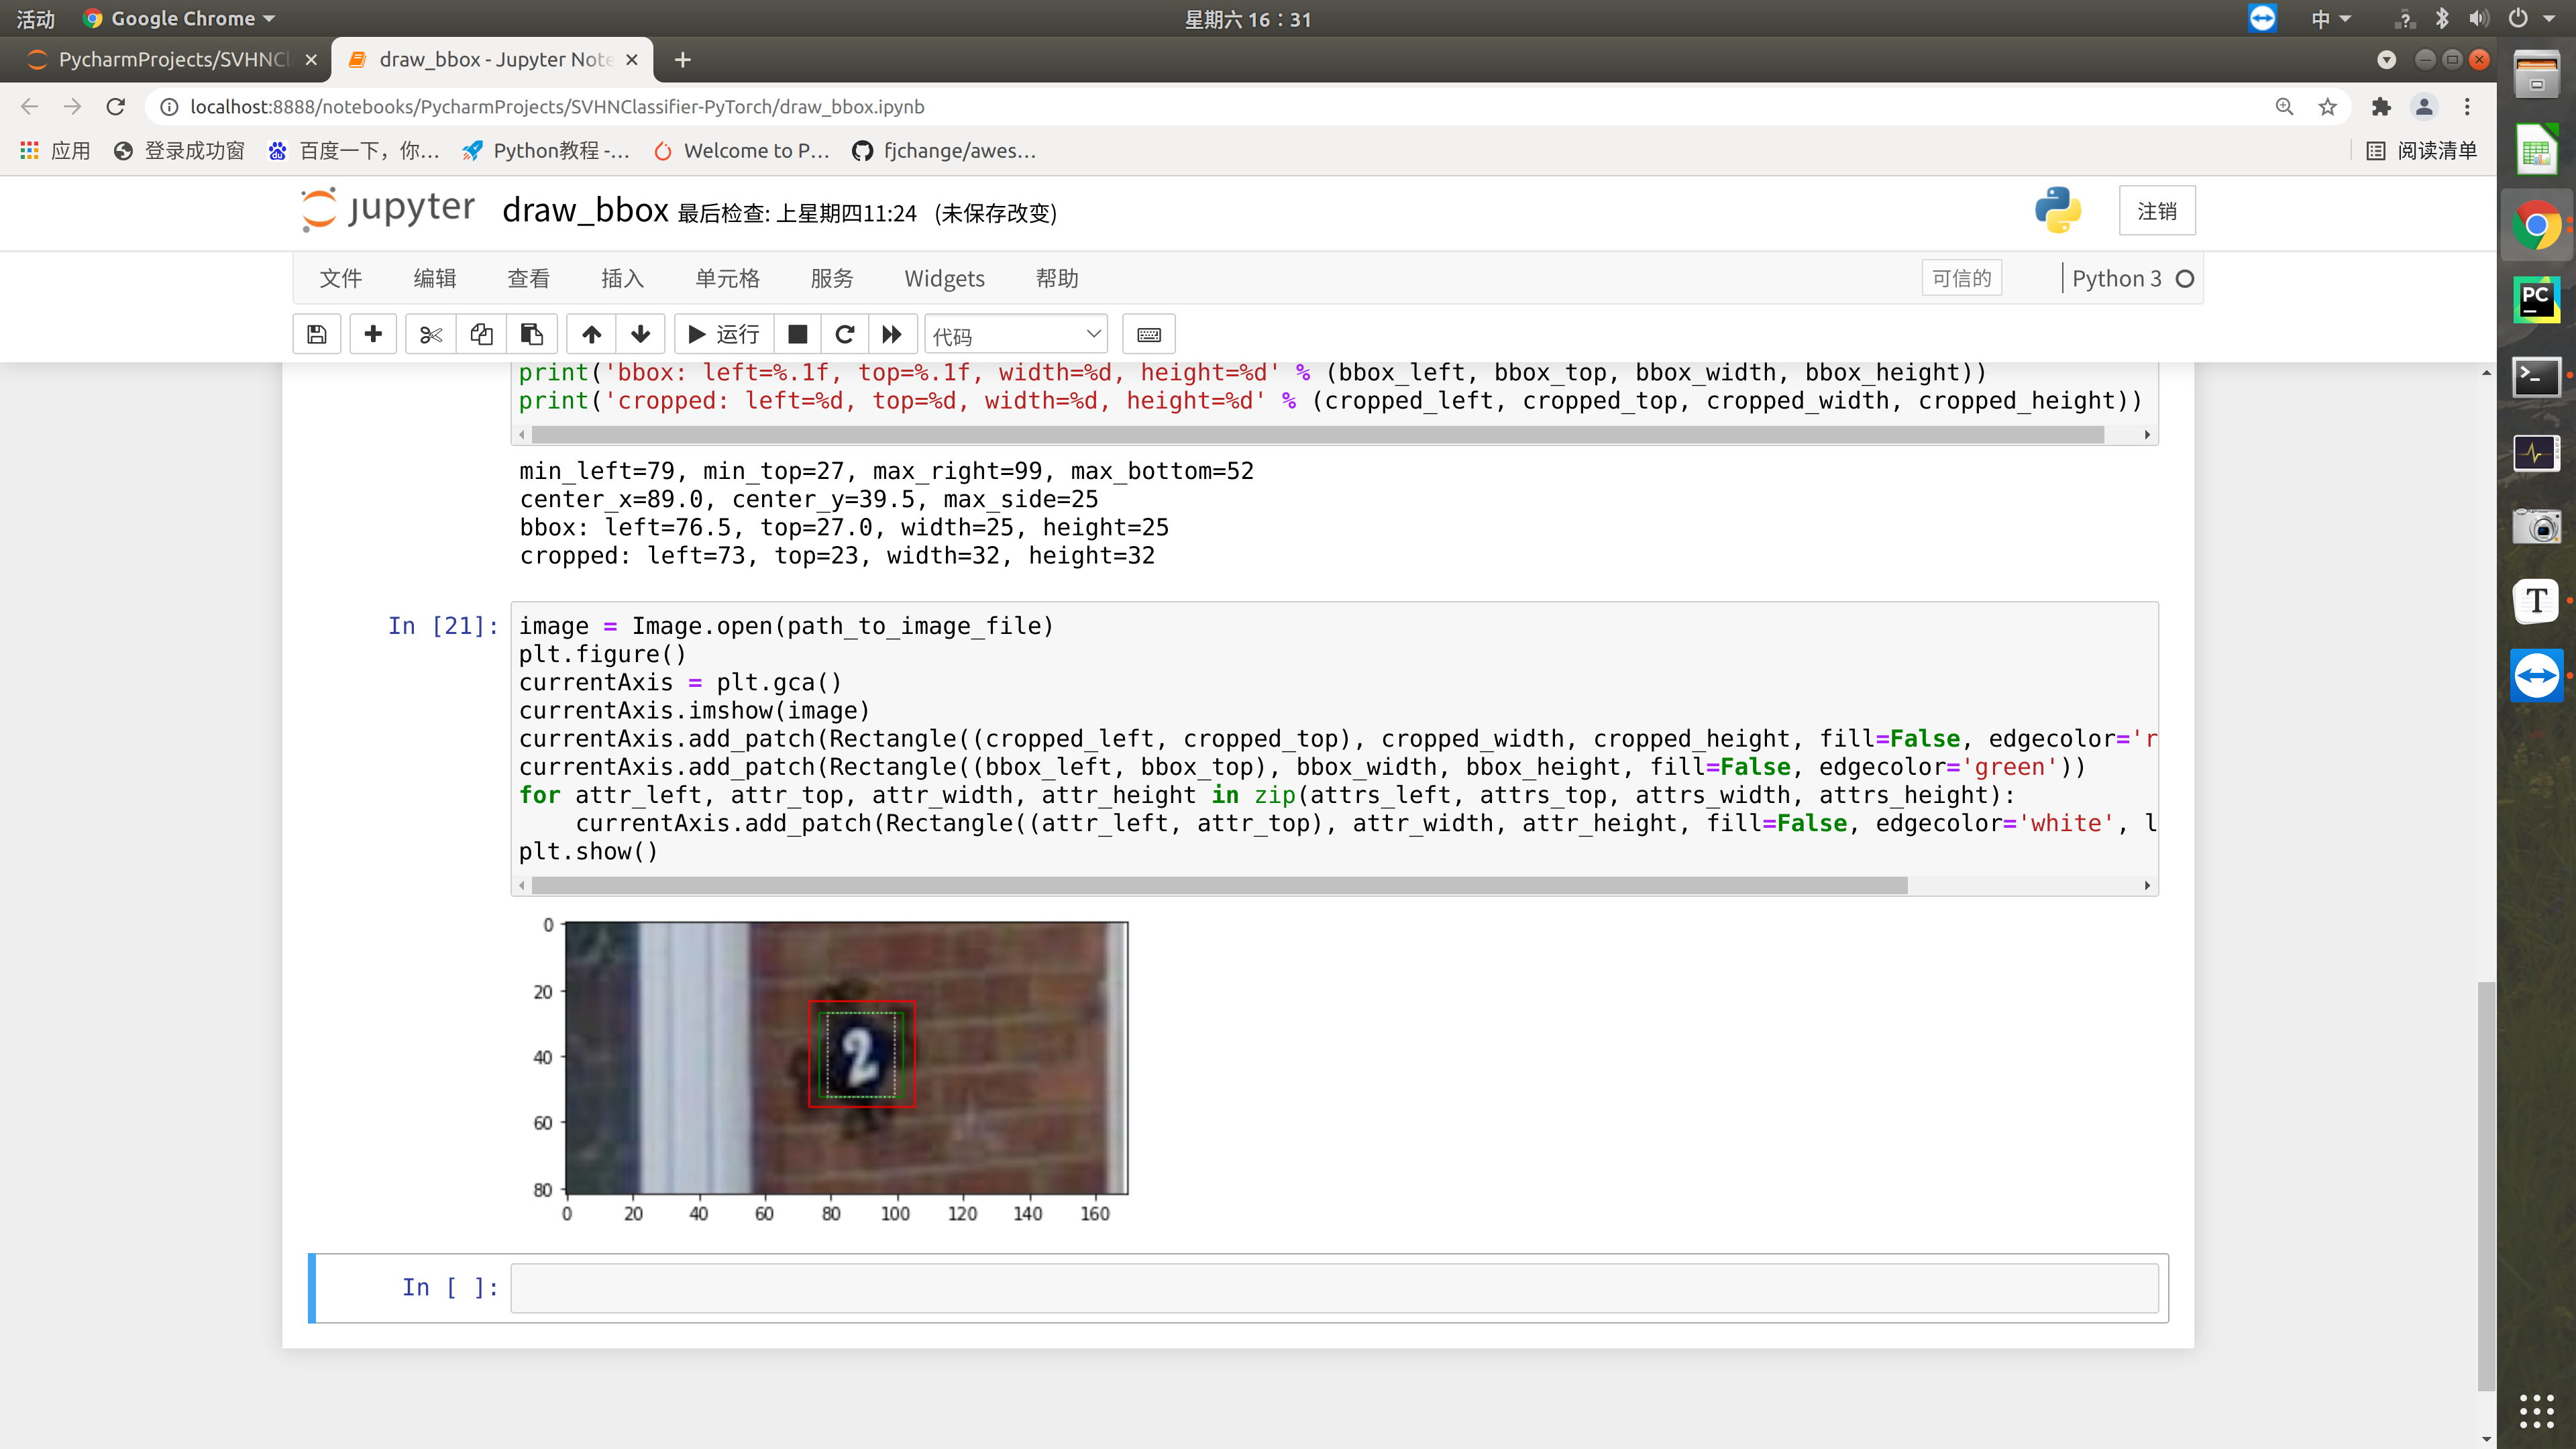 活动 Google Chrome 星期六 16：31 中
PycharmProjects/SVHNCl draw_bbox - Jupyter Note
localhost:8888/notebooks/PycharmProjects/SVHNClassifier-PyTorch/draw_bbox.ipynb
应用 登录成功窗 百度一下，你... Python教程 -... Welcome to P... fjchange/awes... 阅读清单
jupyter draw_bbox 最后检查: 上星期四11:24 (未保存改变) 注销
文件 编辑 查看 插入 单元格 服务 Widgets 帮助 可信的 Python 3
运行 代码
print('bbox: left=%.1f, top=%.1f, width=%d, height=%d' % (bbox_left, bbox_top, bbox_width, bbox_height))
print('cropped: left=%d, top=%d, width=%d, height=%d' % (cropped_left, cropped_top, cropped_width, cropped_height))
min_left=79, min_top=27, max_right=99, max_bottom=52
center_x=89.0, center_y=39.5, max_side=25
bbox: left=76.5, top=27.0, width=25, height=25
cropped: left=73, top=23, width=32, height=32
In [21]:
image = Image.open(path_to_image_file)
plt.figure()
currentAxis = plt.gca()
currentAxis.imshow(image)
currentAxis.add_patch(Rectangle((cropped_left, cropped_top), cropped_width, cropped_height, fill=False, edgecolor='r
currentAxis.add_patch(Rectangle((bbox_left, bbox_top), bbox_width, bbox_height, fill=False, edgecolor='green'))
for attr_left, attr_top, attr_width, attr_height in zip(attrs_left, attrs_top, attrs_width, attrs_height):
    currentAxis.add_patch(Rectangle((attr_left, attr_top), attr_width, attr_height, fill=False, edgecolor='white', l
plt.show()
0
20
40
60
80
2
0 20 40 60 80 100 120 140 160
In [ ]:
PC
T